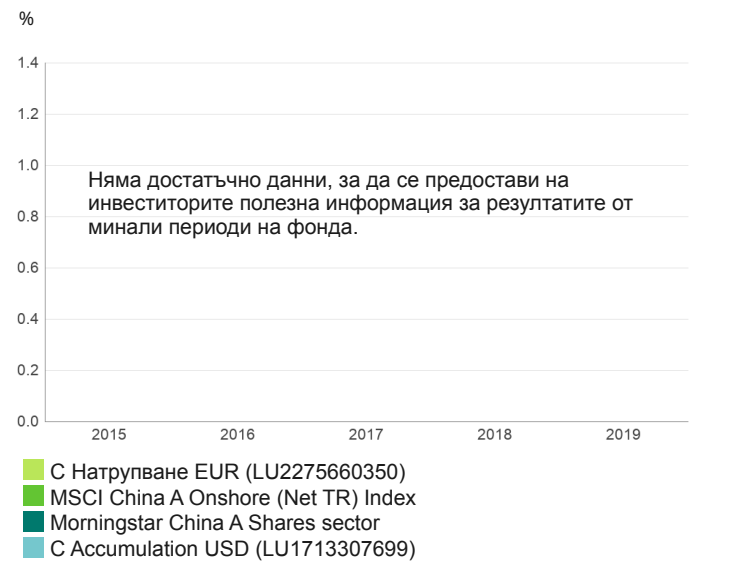 %
1.4
1.2
1.0
Няма достатъчно данни, за да се предостави на
инвеститорите полезна информация за резултатите от
минали периоди на фонда.
0.8
0.6
0.4
0.2
0.0
2015 2016 2017 2018 2019
C Натрупване EUR (LU2275660350)
MSCI China A Onshore (Net TR) Index
Morningstar China A Shares sector
C Accumulation USD (LU1713307699)